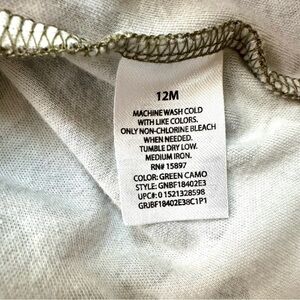 12M
MACHINE WASH COLD
WITH LIKE COLORS.
ONLY NON-CHLORINE BLEACH
WHEN NEEDED.
TUMBLE DRY LOW.
MEDIUM IRON.
RN# 15897
COLOR: GREEN CAMO
STYLE: GNBF18402E3
UPC#: 0 1521328598
GRJBF18402E38C1P1